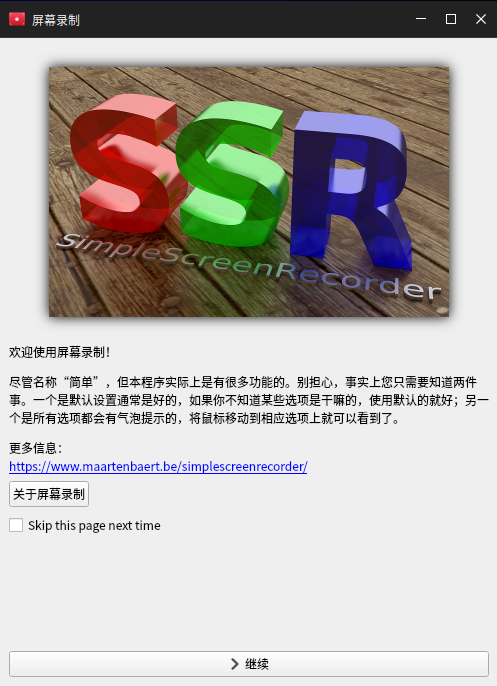 屏幕录制
SSR
SimpleScreenRecorder
欢迎使用屏幕录制！
尽管名称“简单”，但本程序实际上是有很多功能的。别担心，事实上您只需要知道两件
事。一个是默认设置通常是好的，如果你不知道某些选项是干嘛的，使用默认的就好；另一
个是所有选项都会有气泡提示的，将鼠标移动到相应选项上就可以看到了。
更多信息：
https://www.maartenbaert.be/simplescreenrecorder/
关于屏幕录制
Skip this page next time
继续